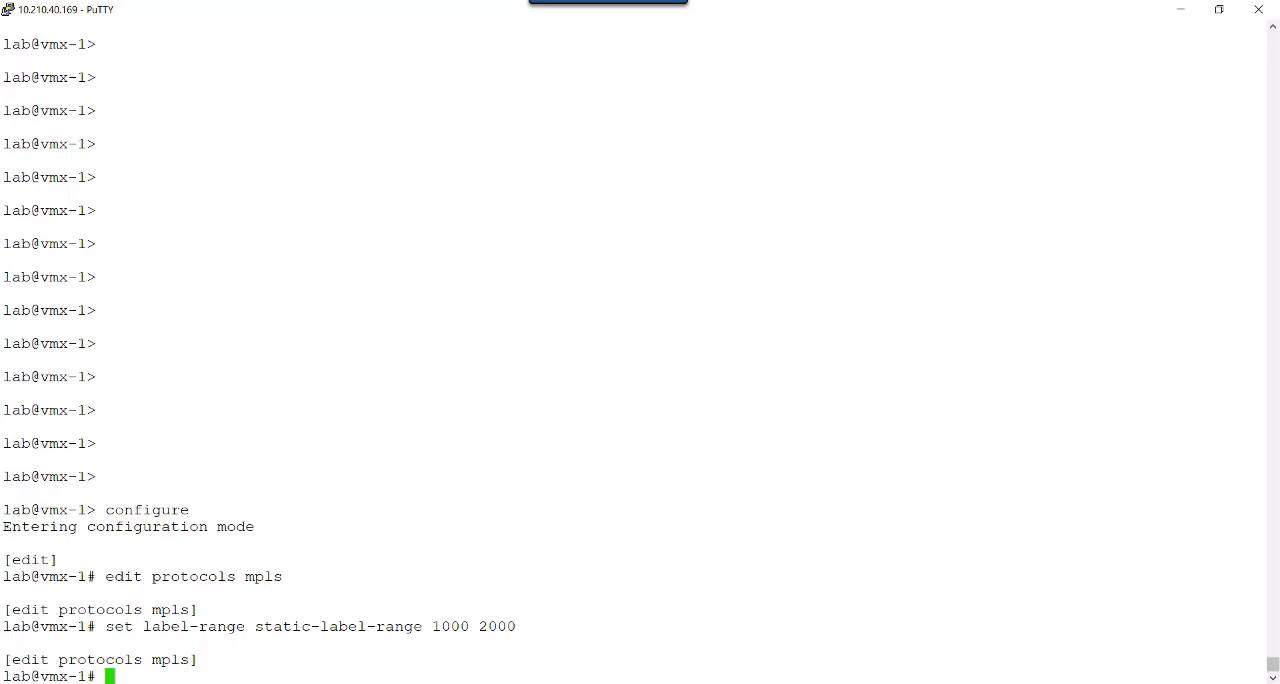 10.210.40.169 - PuTTY
lab@vmx-1>
lab@vmx-1>
lab@vmx-1>
lab@vmx-1>
lab@vmx-1>
lab@vmx-1>
lab@vmx-1>
lab@vmx-1>
lab@vmx-1>
lab@vmx-1>
lab@vmx-1>
lab@vmx-1>
lab@vmx-1>
lab@vmx-1>
lab@vmx-1> configure
Entering configuration mode
[edit]
lab@vmx-1# edit protocols mpls
[edit protocols mpls]
lab@vmx-1# set label-range static-label-range 1000 2000
[edit protocols mpls]
lab@vmx-1#